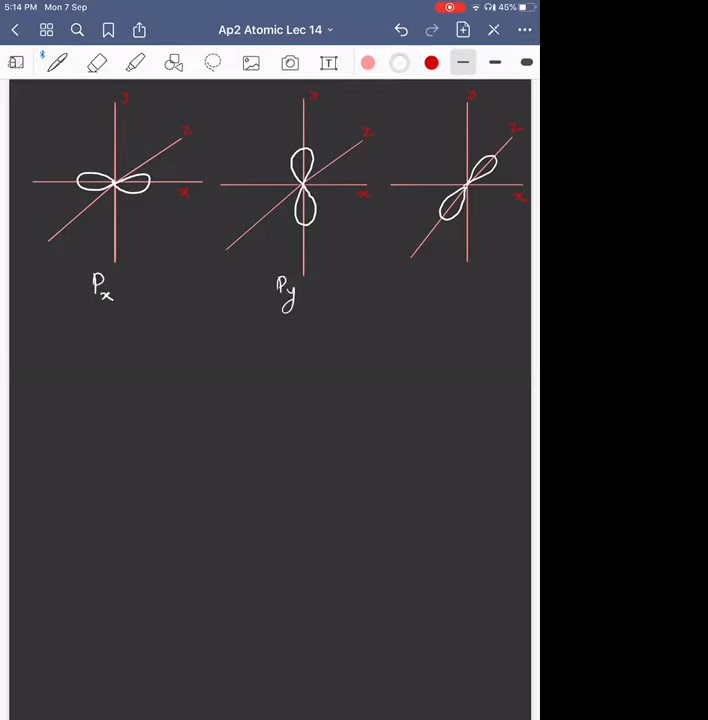 5:14 PM Mon 7 Sep 45%
Ap2 Atomic Lec 14
T
y y y
z z z
x x x
Px Py